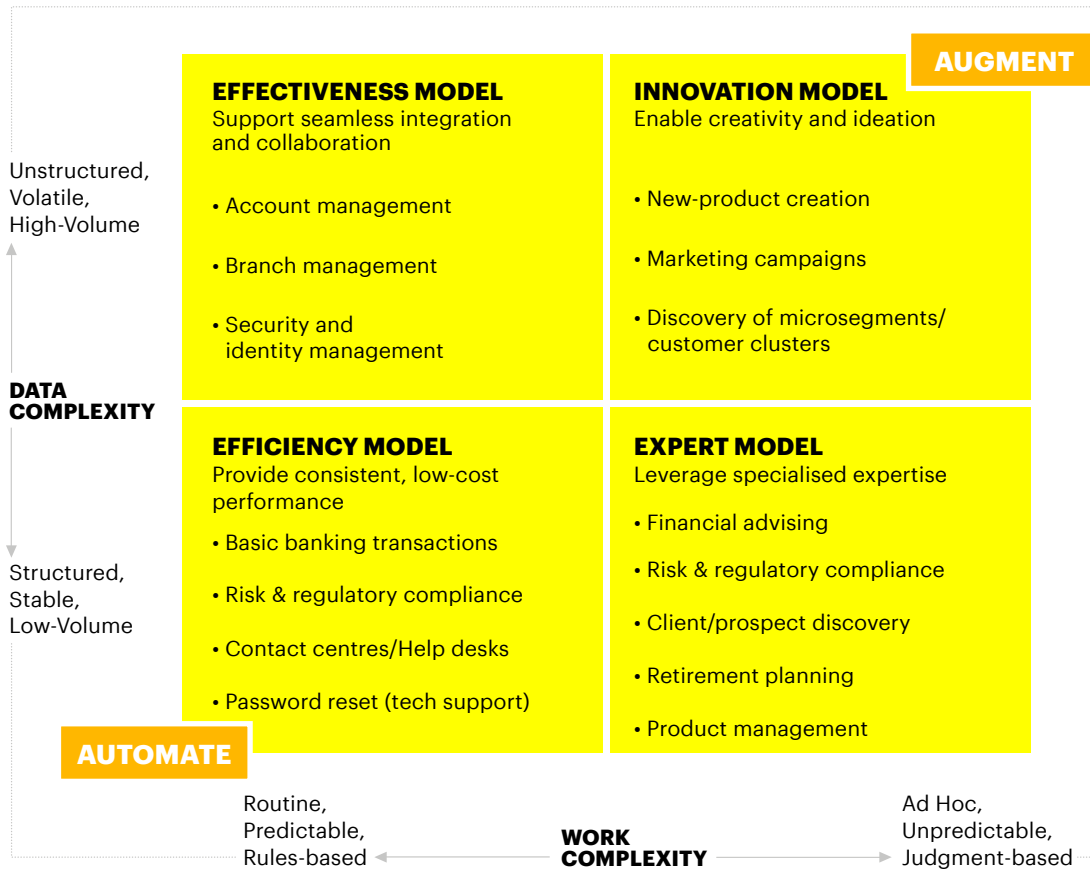 AUGMENT
EFFECTIVENESS MODEL
Support seamless integration
and collaboration
• Account management
• Branch management
• Security and
identity management
INNOVATION MODEL
Enable creativity and ideation
• New-product creation
• Marketing campaigns
• Discovery of microsegments/
customer clusters
Unstructured,
Volatile,
High-Volume
DATA
COMPLEXITY
Structured,
Stable,
Low-Volume
EFFICIENCY MODEL
Provide consistent, low-cost
performance
• Basic banking transactions
• Risk & regulatory compliance
• Contact centres/Help desks
• Password reset (tech support)
EXPERT MODEL
Leverage specialised expertise
• Financial advising
• Risk & regulatory compliance
• Client/prospect discovery
• Retirement planning
• Product management
AUTOMATE
Routine,
Predictable,
Rules-based
WORK
COMPLEXITY
Ad Hoc,
Unpredictable,
Judgment-based